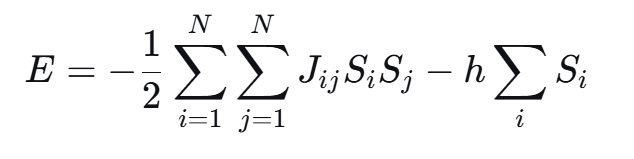 E = -\frac{1}{2} \sum_{i=1}^{N} \sum_{j=1}^{N} J_{ij} S_i S_j - h \sum_{i} S_i